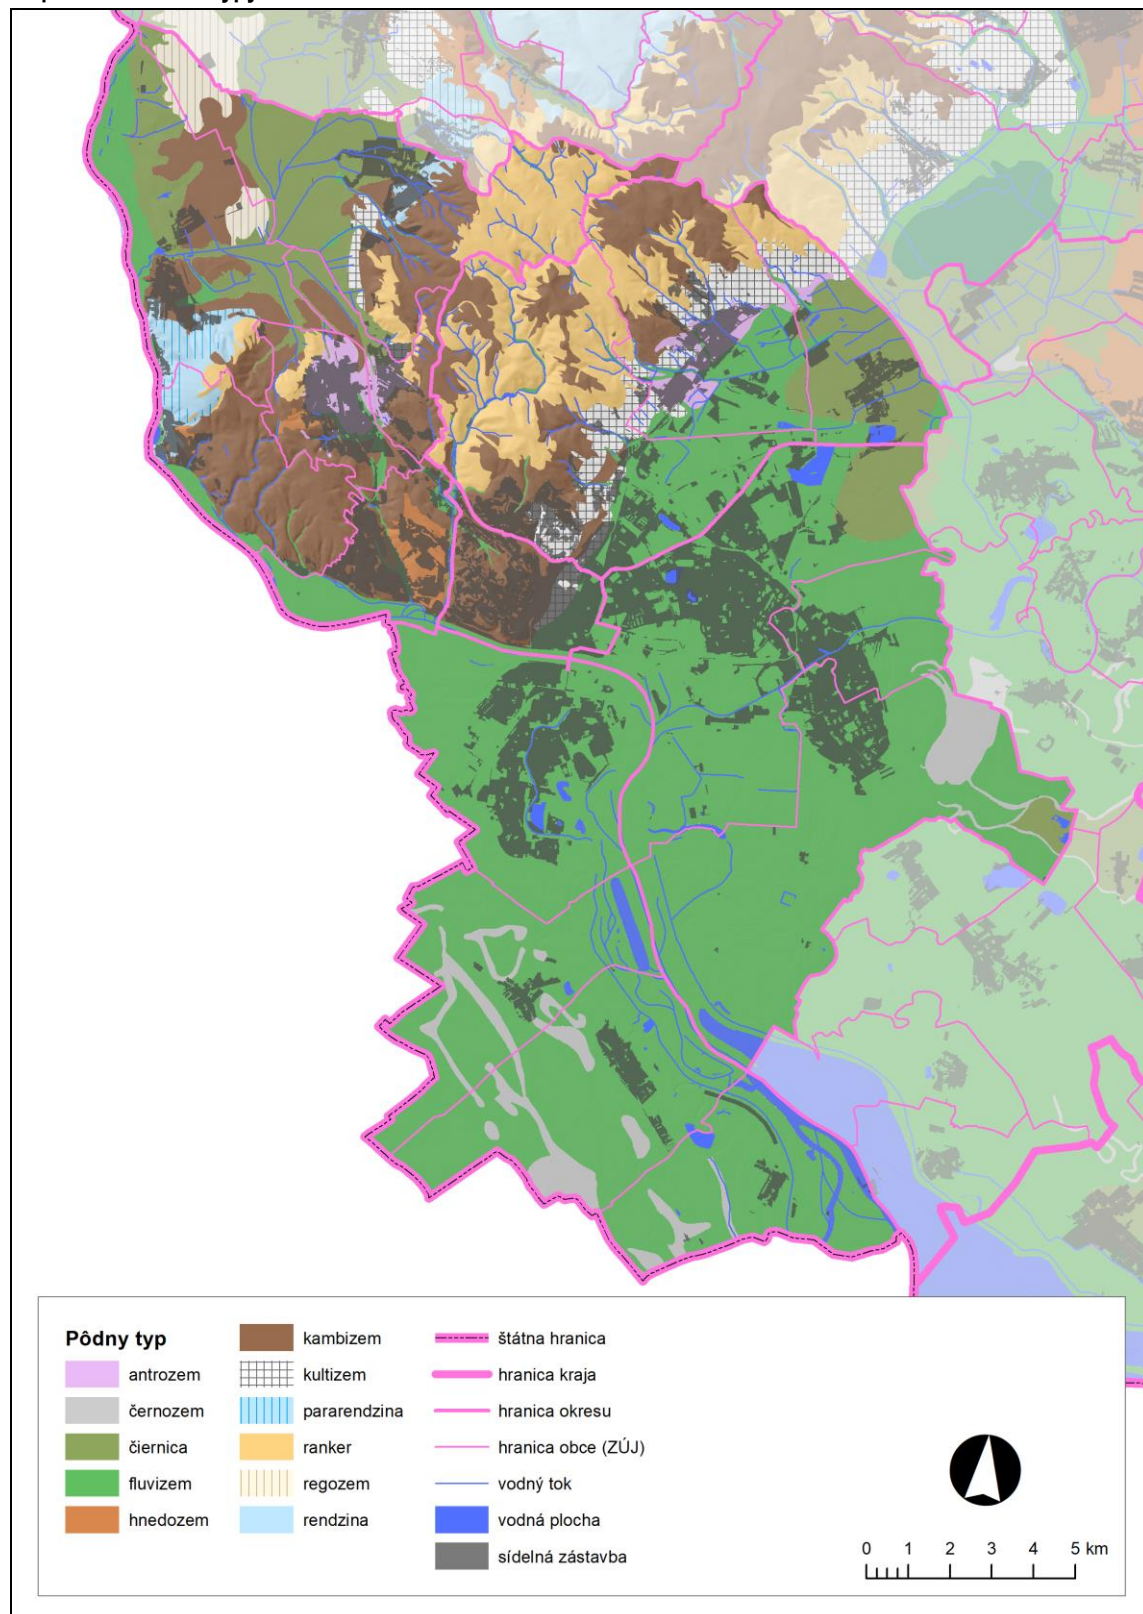 Pôdny typ
antrozem
černozem
čiernica
fluvizem
hnedozem
kambizem
kultizem
pararendzina
ranker
regozem
rendzina
štátna hranica
hranica kraja
hranica okresu
hranica obce (ZÚJ)
vodný tok
vodná plocha
sídelná zástavba
0 1 2 3 4 5 km